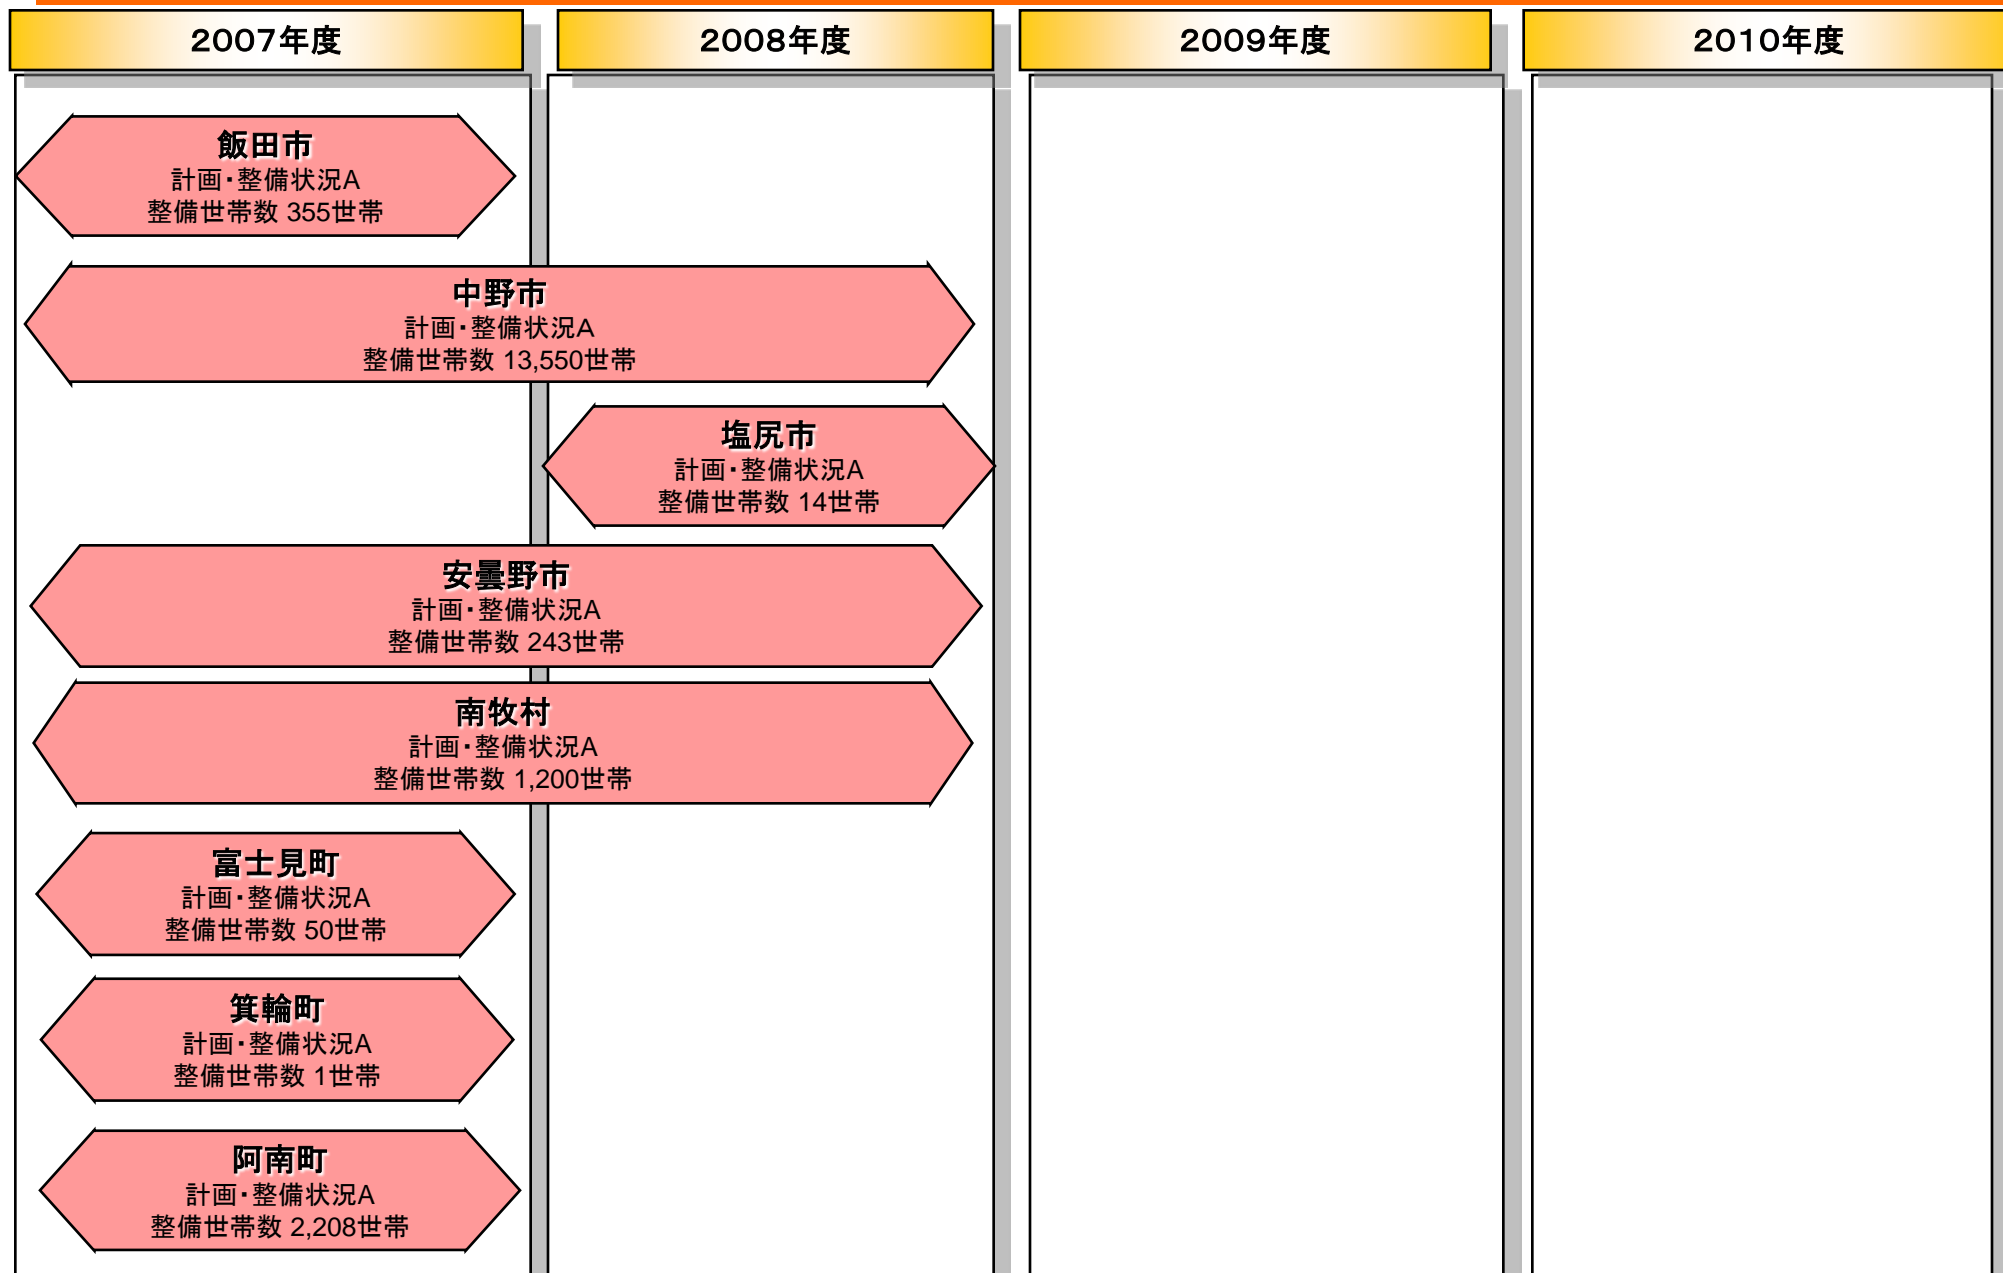 2007年度
2008年度
2009年度
2010年度
飯田市
計画・整備状況A
整備世帯数 355世帯
中野市
計画・整備状況A
整備世帯数 13,550世帯
塩尻市
計画・整備状況A
整備世帯数 14世帯
安曇野市
計画・整備状況A
整備世帯数 243世帯
南牧村
計画・整備状況A
整備世帯数 1,200世帯
富士見町
計画・整備状況A
整備世帯数 50世帯
箕輪町
計画・整備状況A
整備世帯数 1世帯
阿南町
計画・整備状況A
整備世帯数 2,208世帯